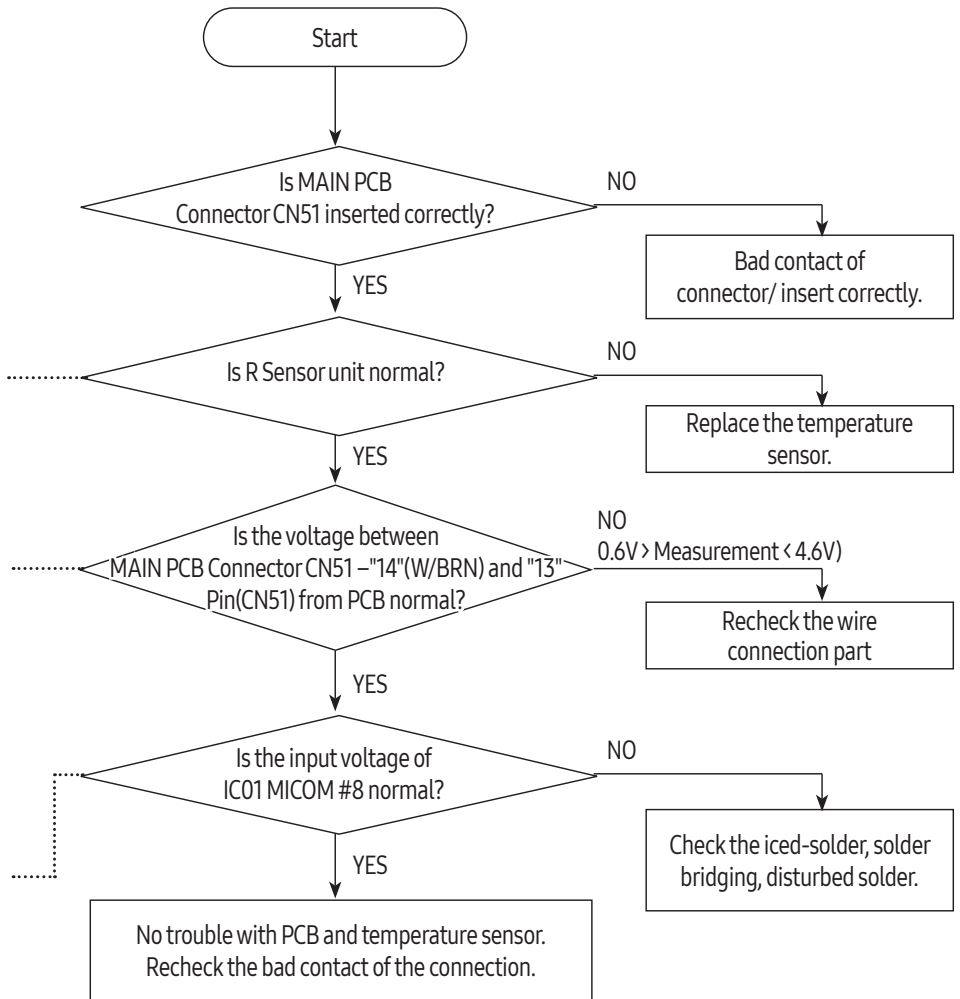 Start
Is MAIN PCB
Connector CN51 inserted correctly?
NO
Bad contact of
connector/ insert correctly.
YES
Is R Sensor unit normal?
NO
Replace the temperature
sensor.
YES
Is the voltage between
MAIN PCB Connector CN51 –"14"(W/BRN) and "13"
Pin(CN51) from PCB normal?
NO
0.6V > Measurement < 4.6V)
Recheck the wire
connection part
YES
Is the input voltage of
IC01 MICOM #8 normal?
NO
Check the iced-solder, solder
bridging, disturbed solder.
YES
No trouble with PCB and temperature sensor.
Recheck the bad contact of the connection.